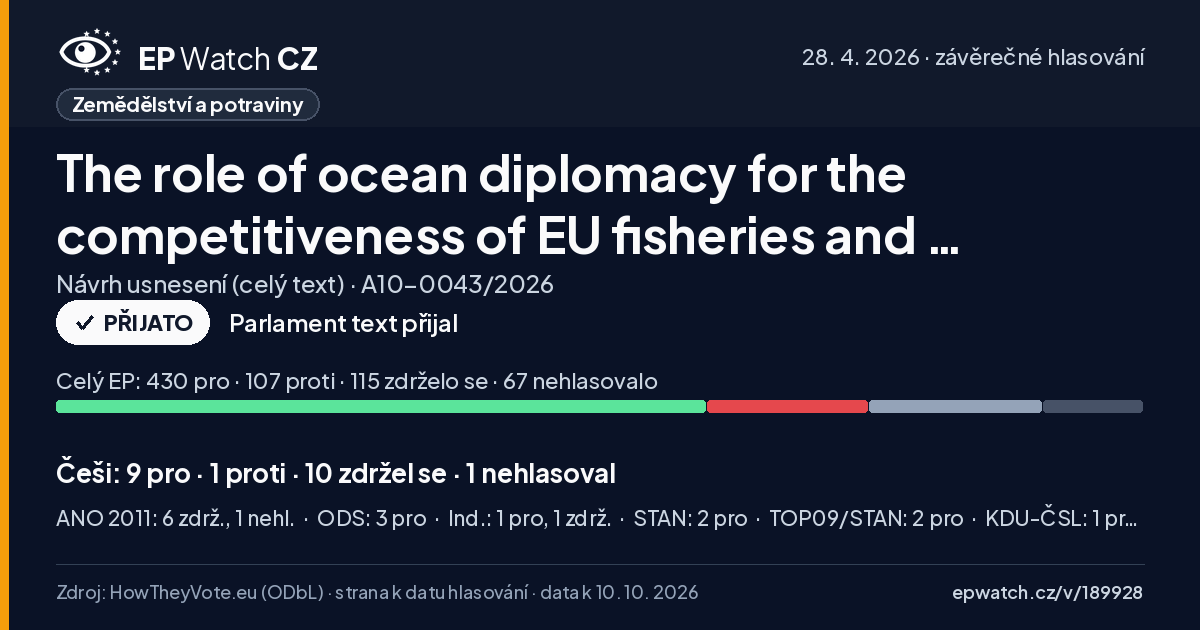 EP Watch CZ
28. 4. 2026 · závěrečné hlasování
Zemědělství a potraviny
The role of ocean diplomacy for the
competitiveness of EU fisheries and ...
Návrh usnesení (celý text) · A10-0043/2026
✓ PŘIJATO Parlament text přijal
Celý EP: 430 pro · 107 proti · 115 zdrželo se · 67 nehlasovalo
Češi: 9 pro · 1 proti · 10 zdržel se · 1 nehlasoval
ANO 2011: 6 zdrž., 1 nehl. · ODS: 3 pro · Ind.: 1 pro, 1 zdrž. · STAN: 2 pro · TOP09/STAN: 2 pro · KDU-ČSL: 1 pr...
Zdroj: HowTheyVote.eu (ODbL) · strana k datu hlasování · data k 10. 10. 2026
epwatch.cz/v/189928